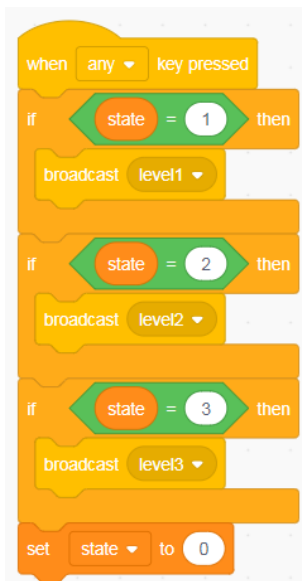 when any key pressed
if state = 1 then
broadcast level1
if state = 2 then
broadcast level2
if state = 3 then
broadcast level3
set state to 0